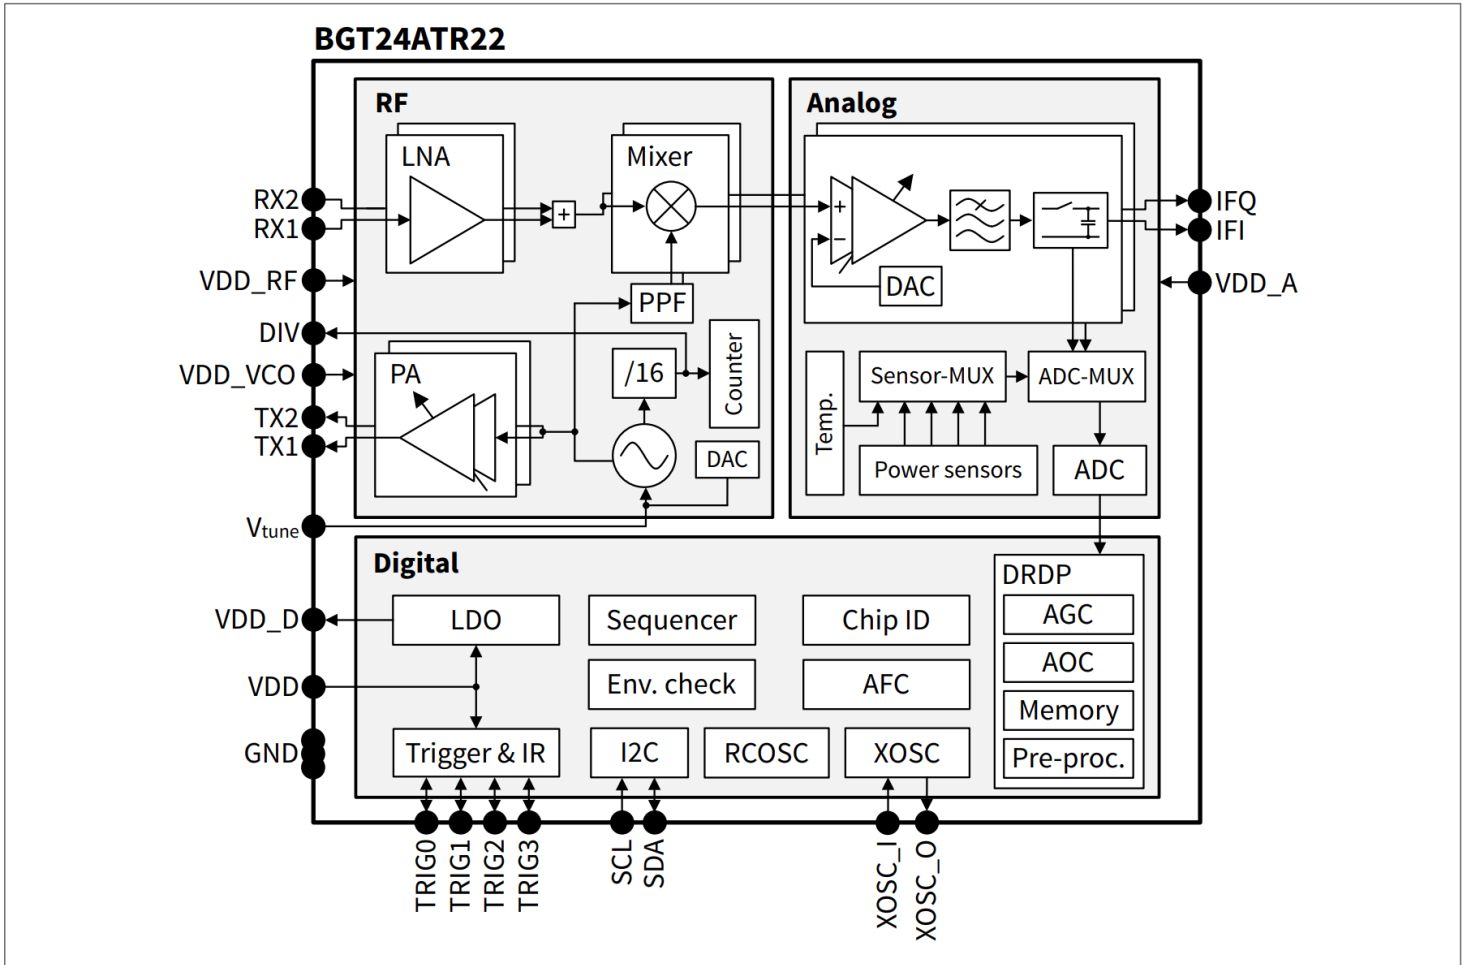 BGT24ATR22
RF
Analog
LNA
Mixer
RX2
RX1
+
+
−
IFQ
IFI
VDD_RF
DAC
VDD_A
PPF
DIV
VDD_VCO
PA
/16
Counter
Temp.
Sensor-MUX
ADC-MUX
TX2
TX1
DAC
Power sensors
ADC
Vtune
Digital
DRDP
VDD_D
LDO
Sequencer
Chip ID
AGC
Env. check
AFC
AOC
VDD
Memory
GND
Trigger & IR
I2C
RCOSC
XOSC
Pre-proc.
TRIG0
TRIG1
TRIG2
TRIG3
SCL
SDA
XOSC_I
XOSC_O